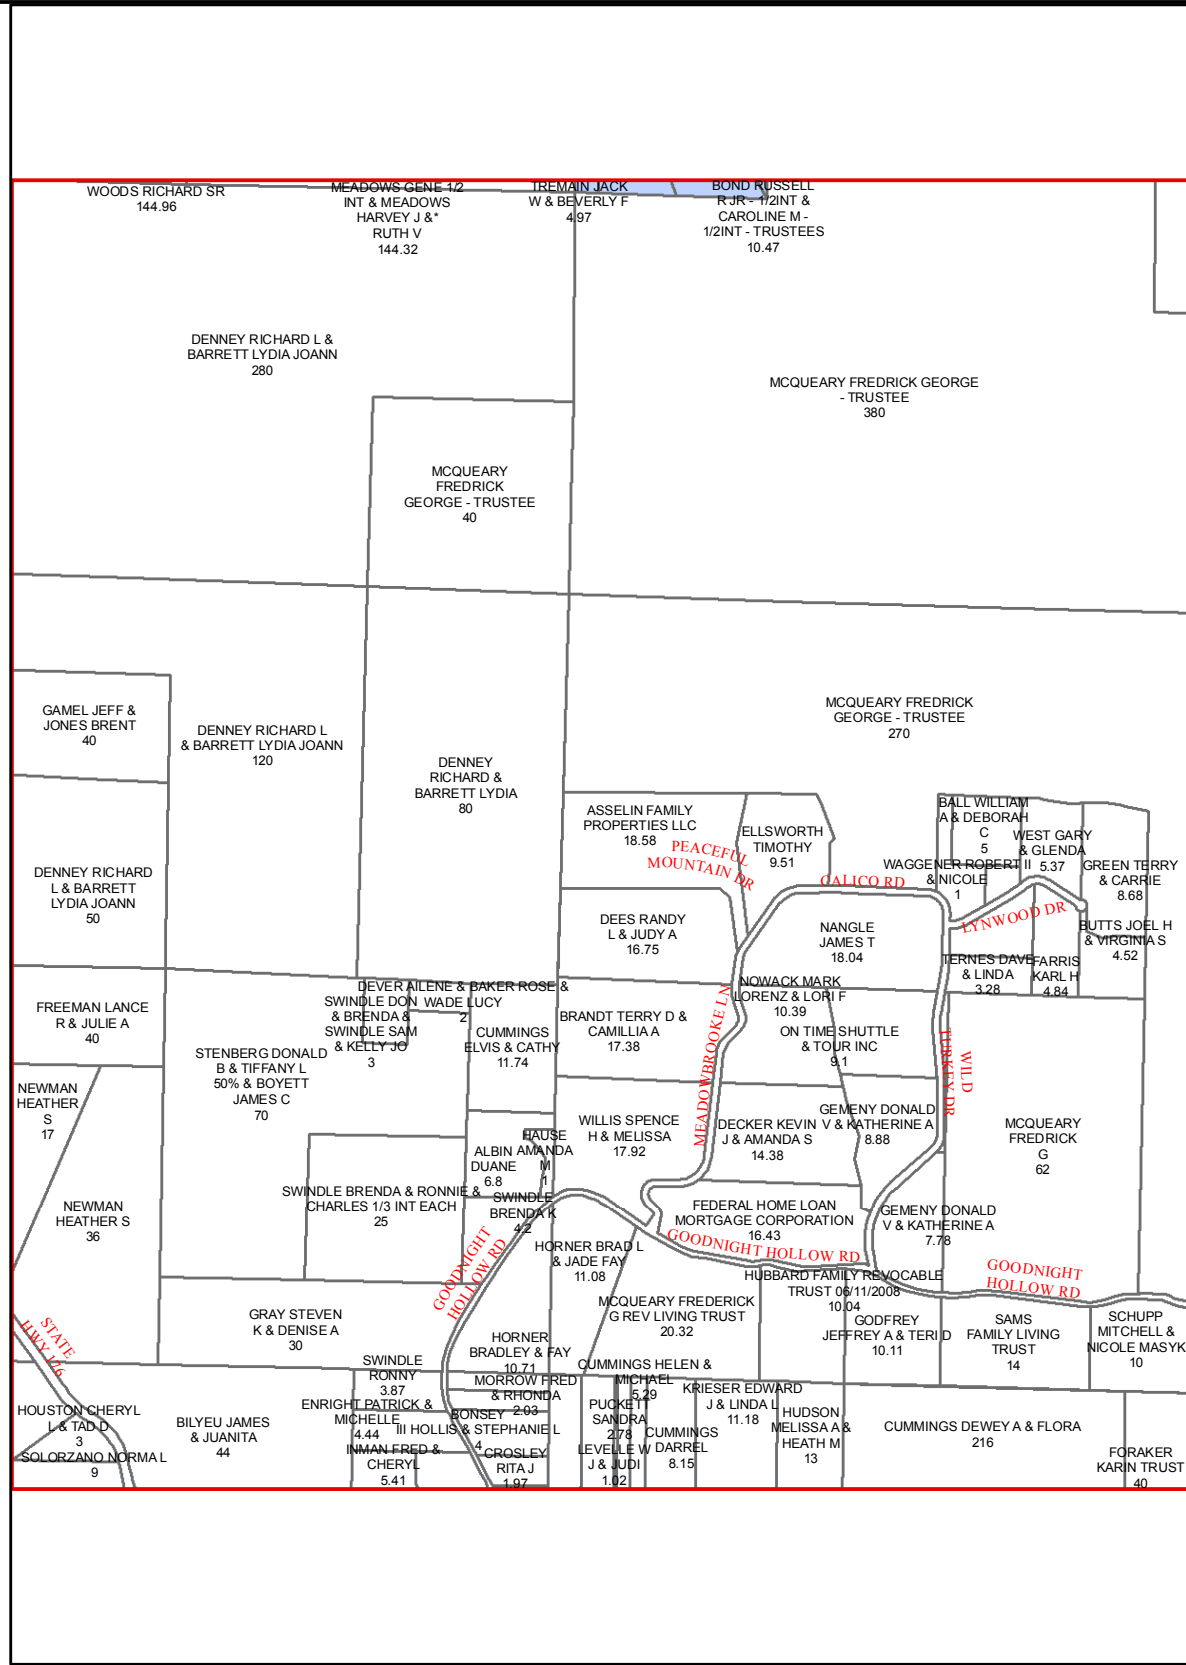 WOODS RICHARD SR
144.96
MEADOWS GENE 1/2
INT & MEADOWS
HARVEY J &*
RUTH V
144.32
TREMAIN JACK
W & BEVERLY F
4.97
BOND RUSSELL
R JR - 1/2INT &
CAROLINE M -
1/2INT - TRUSTEES
10.47
DENNEY RICHARD L &
BARRETT LYDIA JOANN
280
MCQUEARY FREDRICK GEORGE
- TRUSTEE
380
MCQUEARY
FREDRICK
GEORGE - TRUSTEE
40
GAMEL JEFF &
JONES BRENT
40
DENNEY RICHARD L
& BARRETT LYDIA JOANN
120
DENNEY
RICHARD &
BARRETT LYDIA
80
MCQUEARY FREDRICK
GEORGE - TRUSTEE
270
ASSELIN FAMILY
PROPERTIES LLC
18.58
PEACEFUL
MOUNTAIN DR
ELLSWORTH
TIMOTHY
9.51
BALL WILLIAM
A & DEBORAH
C
5
WEST GARY
& GLENDA
5.37
WAGGENER ROBERT II
& NICOLE
1
GREEN TERRY
& CARRIE
8.68
CALICO RD
DENNEY RICHARD
L & BARRETT
LYDIA JOANN
50
DEES RANDY
L & JUDY A
16.75
NANGLE
JAMES T
18.04
LYNWOOD DR
BUTTS JOEL H
& VIRGINIA S
4.52
TERNES DAVE
& LINDA
3.28
FARRIS
KARL H
4.84
FREEMAN LANCE
R & JULIE A
40
DEVER AILENE & BAKER ROSE &
WADE LUCY
2
SWINDLE DON
& BRENDA &
SWINDLE SAM
& KELLY JO
3
CUMMINGS
ELVIS & CATHY
11.74
BRANDT TERRY D &
CAMILLIA A
17.38
NOWACK MARK
LORENZ & LORI F
10.39
ON TIME SHUTTLE
& TOUR INC
9.1
MEADOWBROOKE LN
WILD
TURKEY DR
STENBERG DONALD
B & TIFFANY L
50% & BOYETT
JAMES C
70
NEWMAN
HEATHER
S
17
WILLIS SPENCE
H & MELISSA
17.92
DECKER KEVIN
J & AMANDA S
14.38
GEMENY DONALD
V & KATHERINE A
8.88
MCQUEARY
FREDRICK
G
62
HAUSE
AMANDA
M
1
ALBIN
DUANE
6.8
SWINDLE BRENDA & RONNIE &
CHARLES 1/3 INT EACH
25
SWINDLE
BRENDA K
4.2
NEWMAN
HEATHER S
36
FEDERAL HOME LOAN
MORTGAGE CORPORATION
16.43
GEMENY DONALD
V & KATHERINE A
7.78
GOODNIGHT
HOLLOW RD
HORNER BRAD L
& JADE FAY
11.08
GOODNIGHT HOLLOW RD
GOODNIGHT
HOLLOW RD
HUBBARD FAMILY REVOCABLE
TRUST 06/11/2008
10.04
MCQUEARY FREDERICK
G REV LIVING TRUST
20.32
GODFREY
JEFFREY A & TERI D
10.11
SAMS
FAMILY LIVING
TRUST
14
SCHUPP
MITCHELL &
NICOLE MASYK
10
GRAY STEVEN
K & DENISE A
30
STATE
HWY 176
HORNER
BRADLEY & FAY
10.71
SWINDLE
RONNY
3.87
MORROW FRED
& RHONDA
2.03
CUMMINGS HELEN &
MICHAEL
5.29
KRIESER EDWARD
J & LINDA L
11.18
HOUSTON CHERYL
L & TAD D
3
BILYEU JAMES
& JUANITA
44
ENRIGHT PATRICK &
MICHELLE
4.44
BONSEY
III HOLLIS & STEPHANIE L
4
PUCKETT
SANDRA
2.78
CUMMINGS
DARREL
8.15
HUDSON
MELISSA A &
HEATH M
13
CUMMINGS DEWEY A & FLORA
216
SOLORZANO NORMA L
9
INMAN FRED &
CHERYL
5.41
CROSLEY
RITA J
1.97
LEVELLE W
J & JUDI
1.02
FORAKER
KARIN TRUST
40